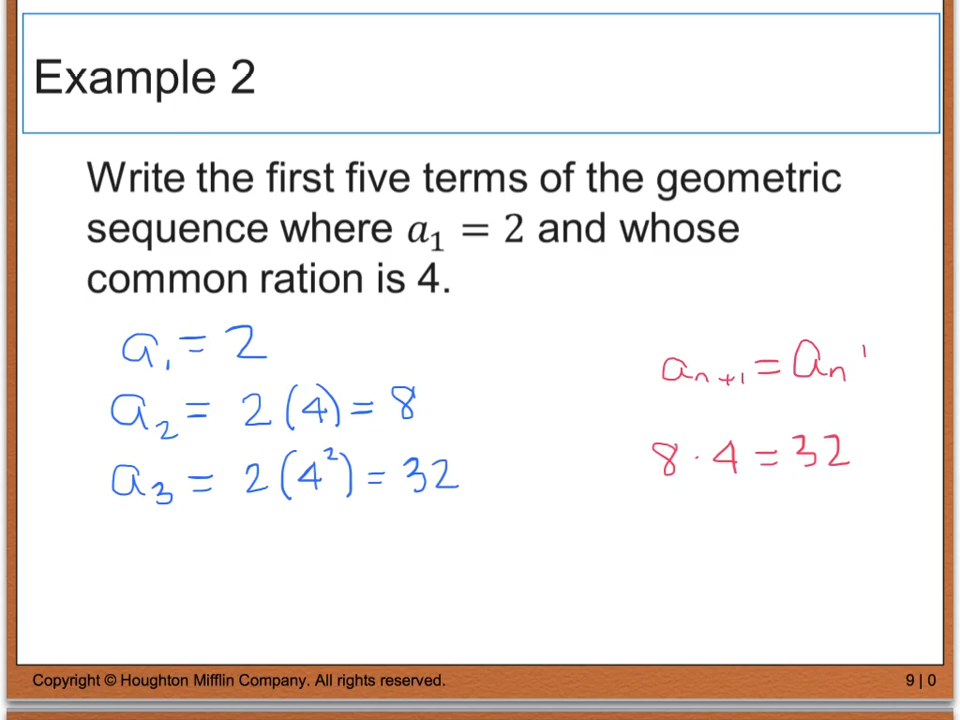 Example 2
Write the first five terms of the geometric
sequence where a₁ = 2 and whose
common ration is 4.
a₁ = 2
a₂ = 2(4) = 8
a₃ = 2(4²) = 32
aₙ₊₁ = aₙ
8 · 4 = 32
Copyright © Houghton Mifflin Company. All rights reserved.
9 | 0